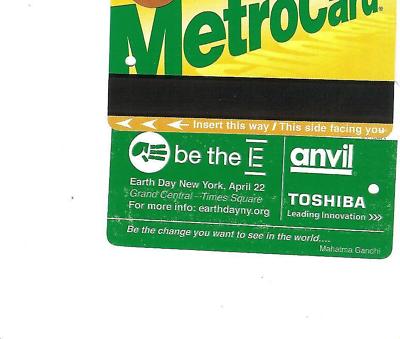 MetroCard
Insert this way / This side facing you
be the E
anvil
Earth Day New York, April 22
Grand Central - Times Square
For more info: earthdayny.org
TOSHIBA
Leading Innovation >>>
Be the change you want to see in the world....
Mahatma Gandhi